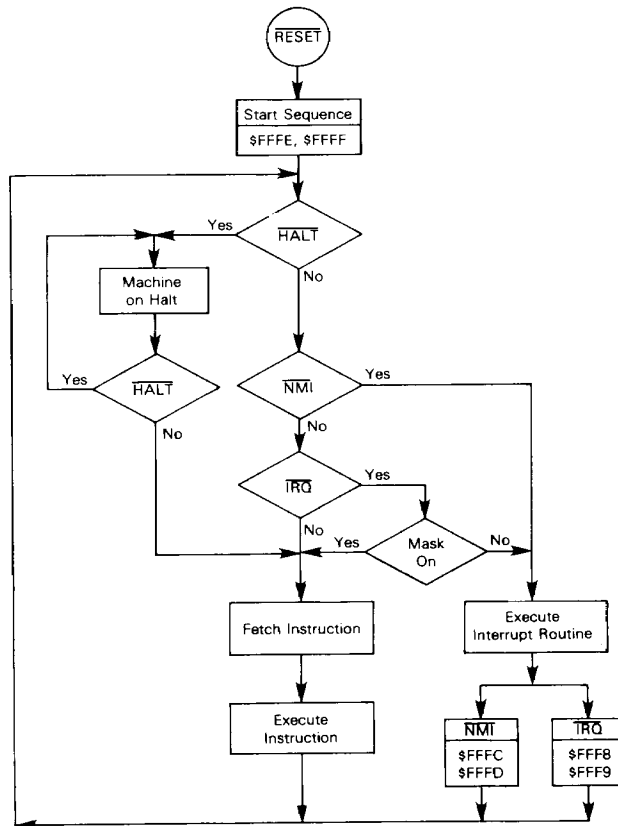 RESET
Start Sequence
$FFFE, $FFFF
Yes
HALT
No
Machine
on Halt
Yes
HALT
No
NMI
Yes
No
IRQ
Yes
No
Yes
Mask
On
No
Fetch Instruction
Execute
Interrupt Routine
Execute
Instruction
NMI
$FFFC
$FFFD
IRQ
$FFF8
$FFF9